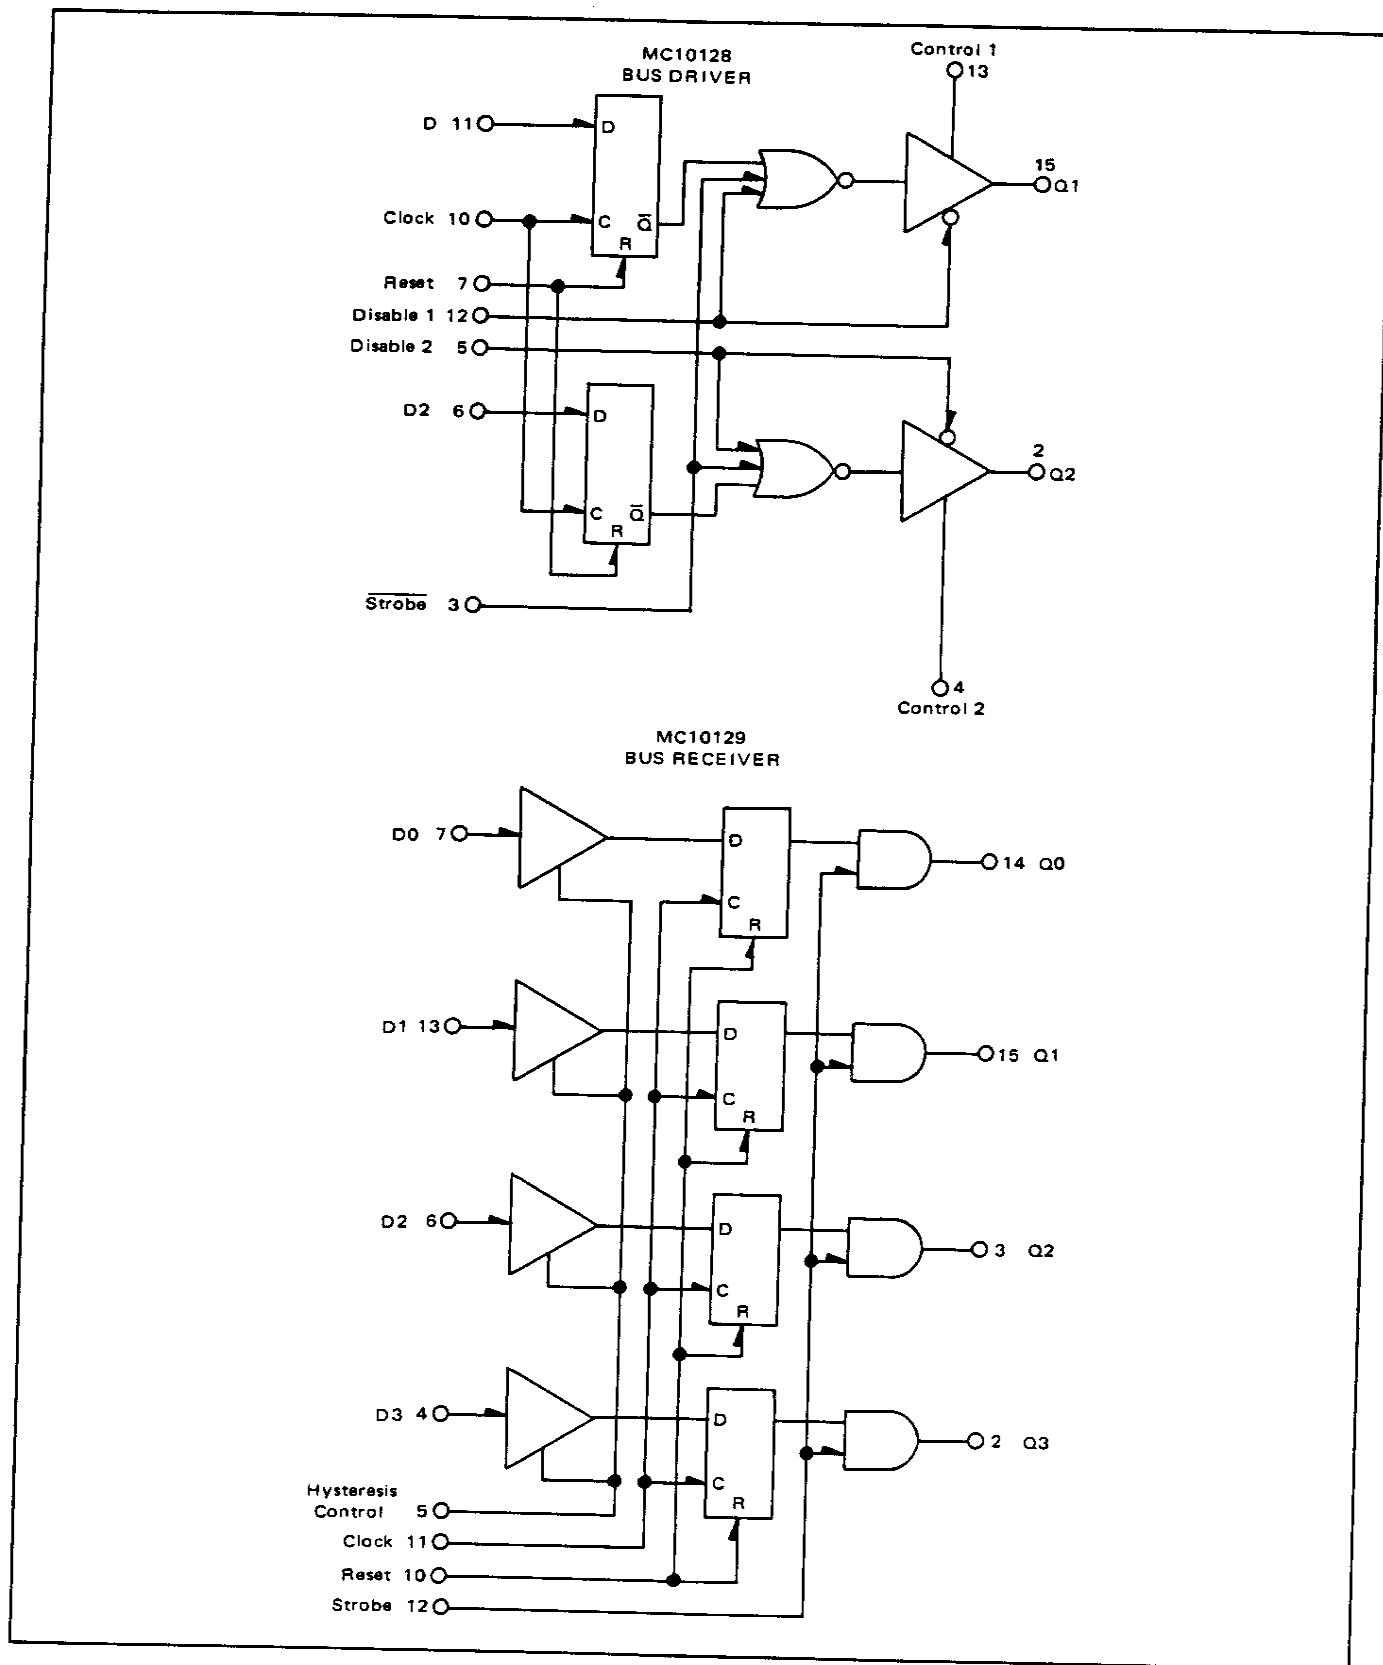 MC10128
BUS DRIVER
Control 1
13
D 11
D
Clock 10
C Q̅
R
15
Q1
Reset 7
Disable 1 12
Disable 2 5
D2 6
D
C Q̅
R
2
Q2
S̅t̅r̅o̅b̅e̅ 3
4
Control 2
MC10129
BUS RECEIVER
D0 7
D
C
R
14 Q0
D1 13
D
C
R
15 Q1
D2 6
D
C
R
3 Q2
D3 4
D
C
R
2 Q3
Hysteresis
Control 5
Clock 11
Reset 10
Strobe 12